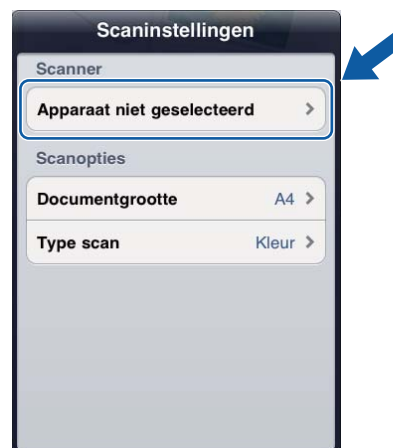 Scaninstellingen
Scanner
Apparaat niet geselecteerd
Scanopties
Documentgrootte A4
Type scan Kleur